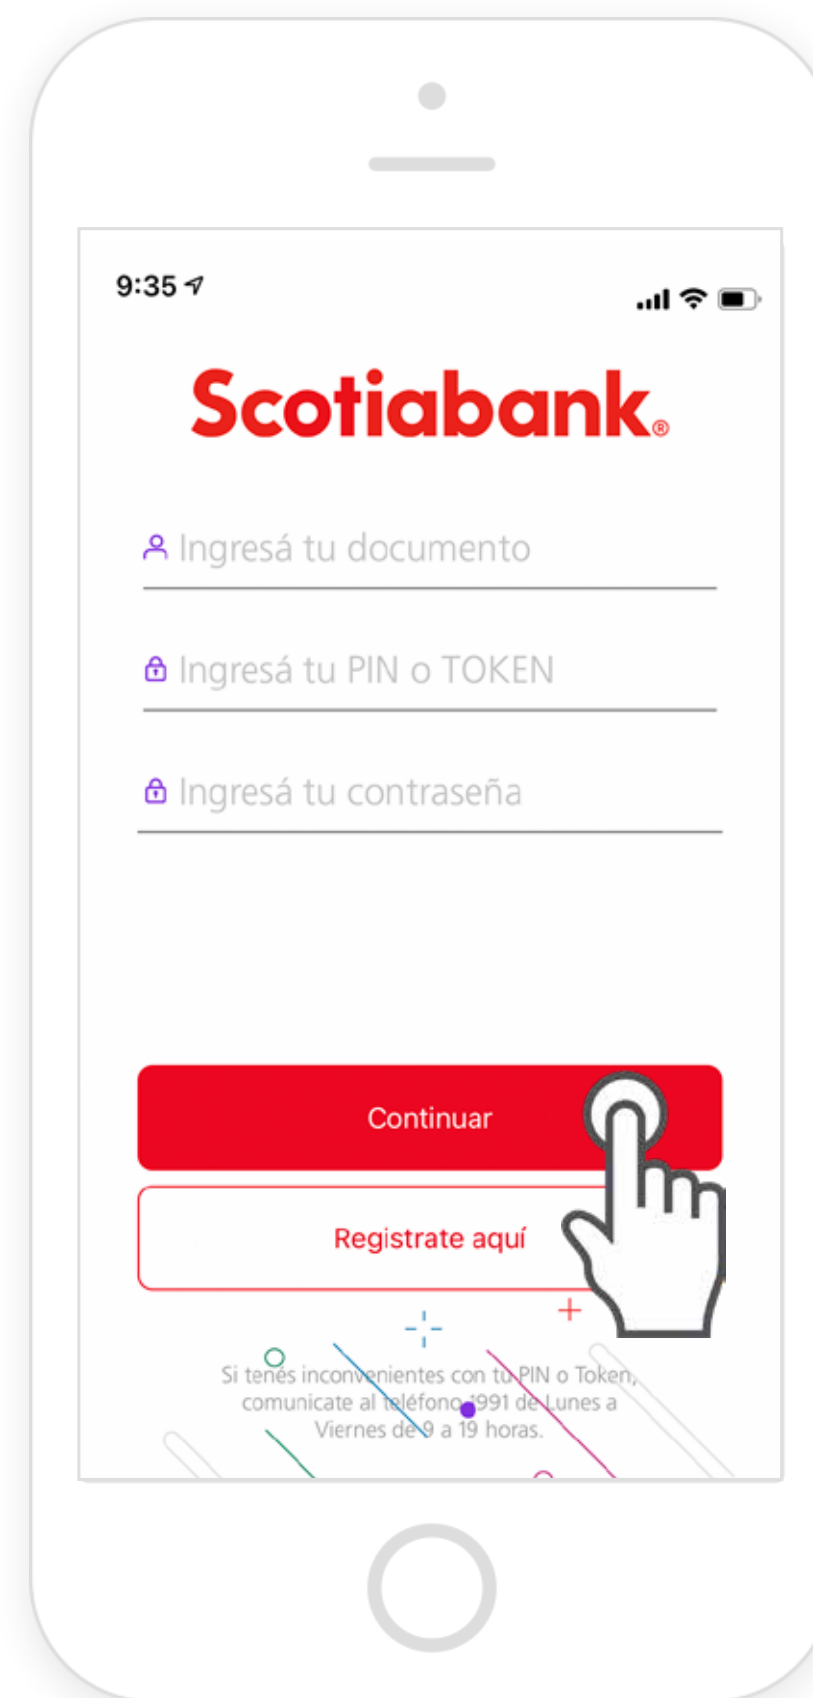 9:35
Scotiabank®
Ingresá tu documento
Ingresá tu PIN o TOKEN
Ingresá tu contraseña
Continuar
Registrate aquí
Si tenés inconvenientes con tu PIN o Token,
comunicate al teléfono 1991 de Lunes a
Viernes de 9 a 19 horas.